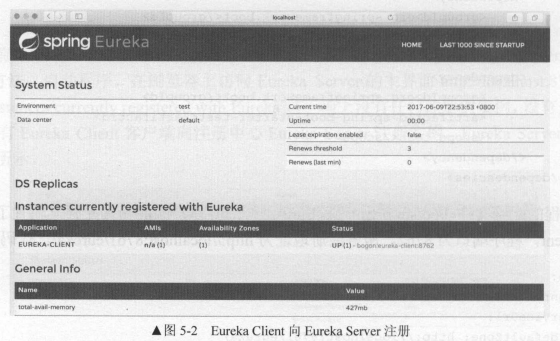 localhost
spring Eureka
HOME LAST 1000 SINCE STARTUP
System Status
Environment test
Data center default
Current time 2017-06-09T22:53:53 +0800
Uptime 00:00
Lease expiration enabled false
Renews threshold 3
Renews (last min) 0
DS Replicas
Instances currently registered with Eureka
Application AMIs Availability Zones Status
EUREKA-CLIENT n/a (1) (1) UP (1) - bogon:eureka-client:8762
General Info
Name Value
total-avail-memory 427mb
▲图 5-2 Eureka Client 向 Eureka Server 注册